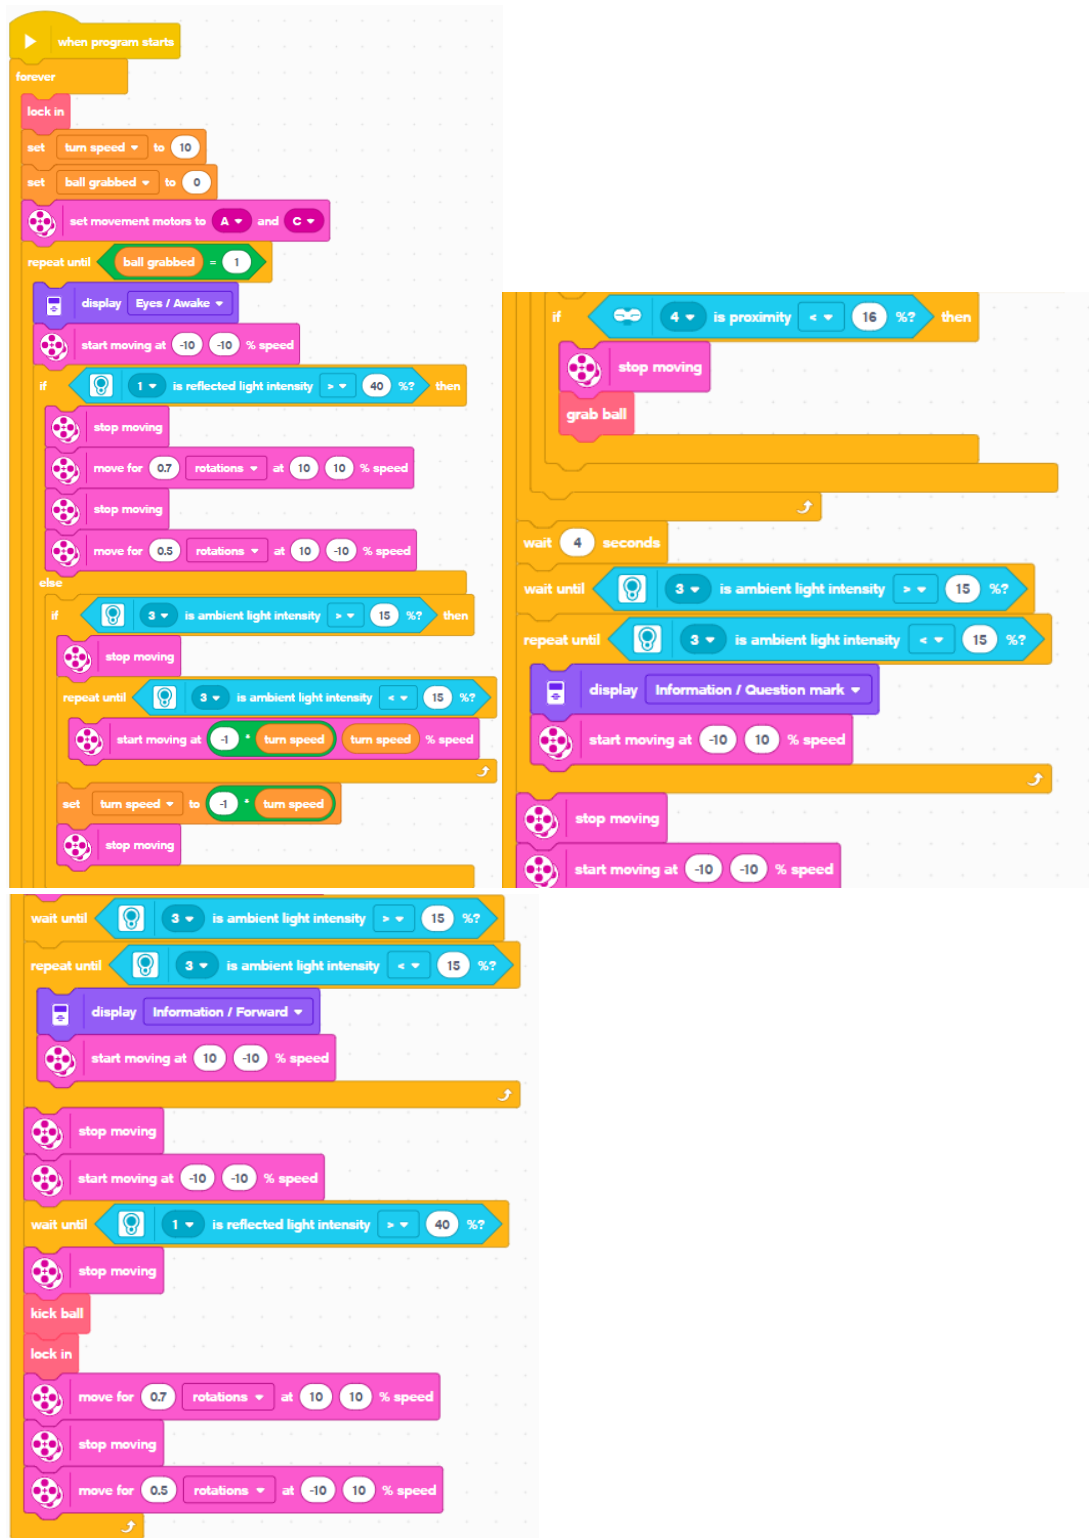 when program starts
forever
lock in
set turn speed to 10
set ball grabbed to 0
set movement motors to A and C
repeat until ball grabbed = 1
display Eyes / Awake
start moving at -10 -10 % speed
if 1 is reflected light intensity > 40 %? then
stop moving
move for 0.7 rotations at 10 10 % speed
stop moving
move for 0.5 rotations at 10 -10 % speed
else
if 3 is ambient light intensity > 15 %? then
stop moving
repeat until 3 is ambient light intensity < 15 %?
start moving at -1 * turn speed turn speed % speed
set turn speed to -1 * turn speed
stop moving
if 4 is proximity < 16 %? then
stop moving
grab ball
wait 4 seconds
wait until 3 is ambient light intensity > 15 %?
repeat until 3 is ambient light intensity < 15 %?
display Information / Question mark
start moving at -10 10 % speed
stop moving
start moving at -10 -10 % speed
wait until 3 is ambient light intensity > 15 %?
repeat until 3 is ambient light intensity < 15 %?
display Information / Forward
start moving at 10 -10 % speed
stop moving
start moving at -10 -10 % speed
wait until 1 is reflected light intensity > 40 %?
stop moving
kick ball
lock in
move for 0.7 rotations at 10 10 % speed
stop moving
move for 0.5 rotations at -10 10 % speed